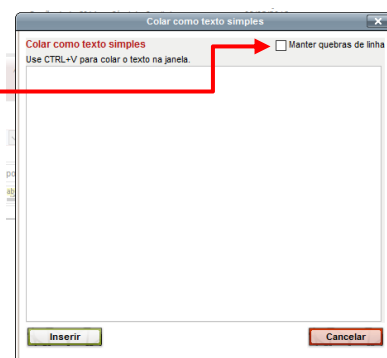 Colar como texto simples
Colar como texto simples
Manter quebras de linha
Use CTRL+V para colar o texto na janela.
Inserir
Cancelar